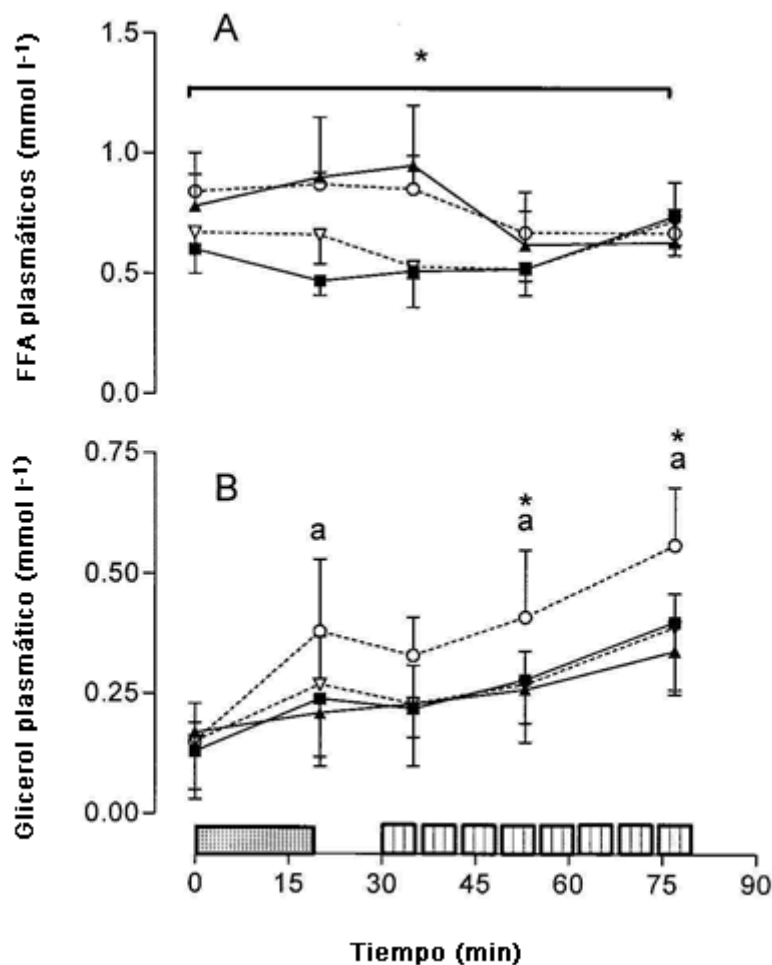 A
*
1.5
1.0
0.5
0.0
FFA plasmáticos (mmol l-1)
B
a
*
a
*
a
0.75
0.50
0.25
0.00
Glicerol plasmático (mmol l-1)
0 15 30 45 60 75 90
Tiempo (min)